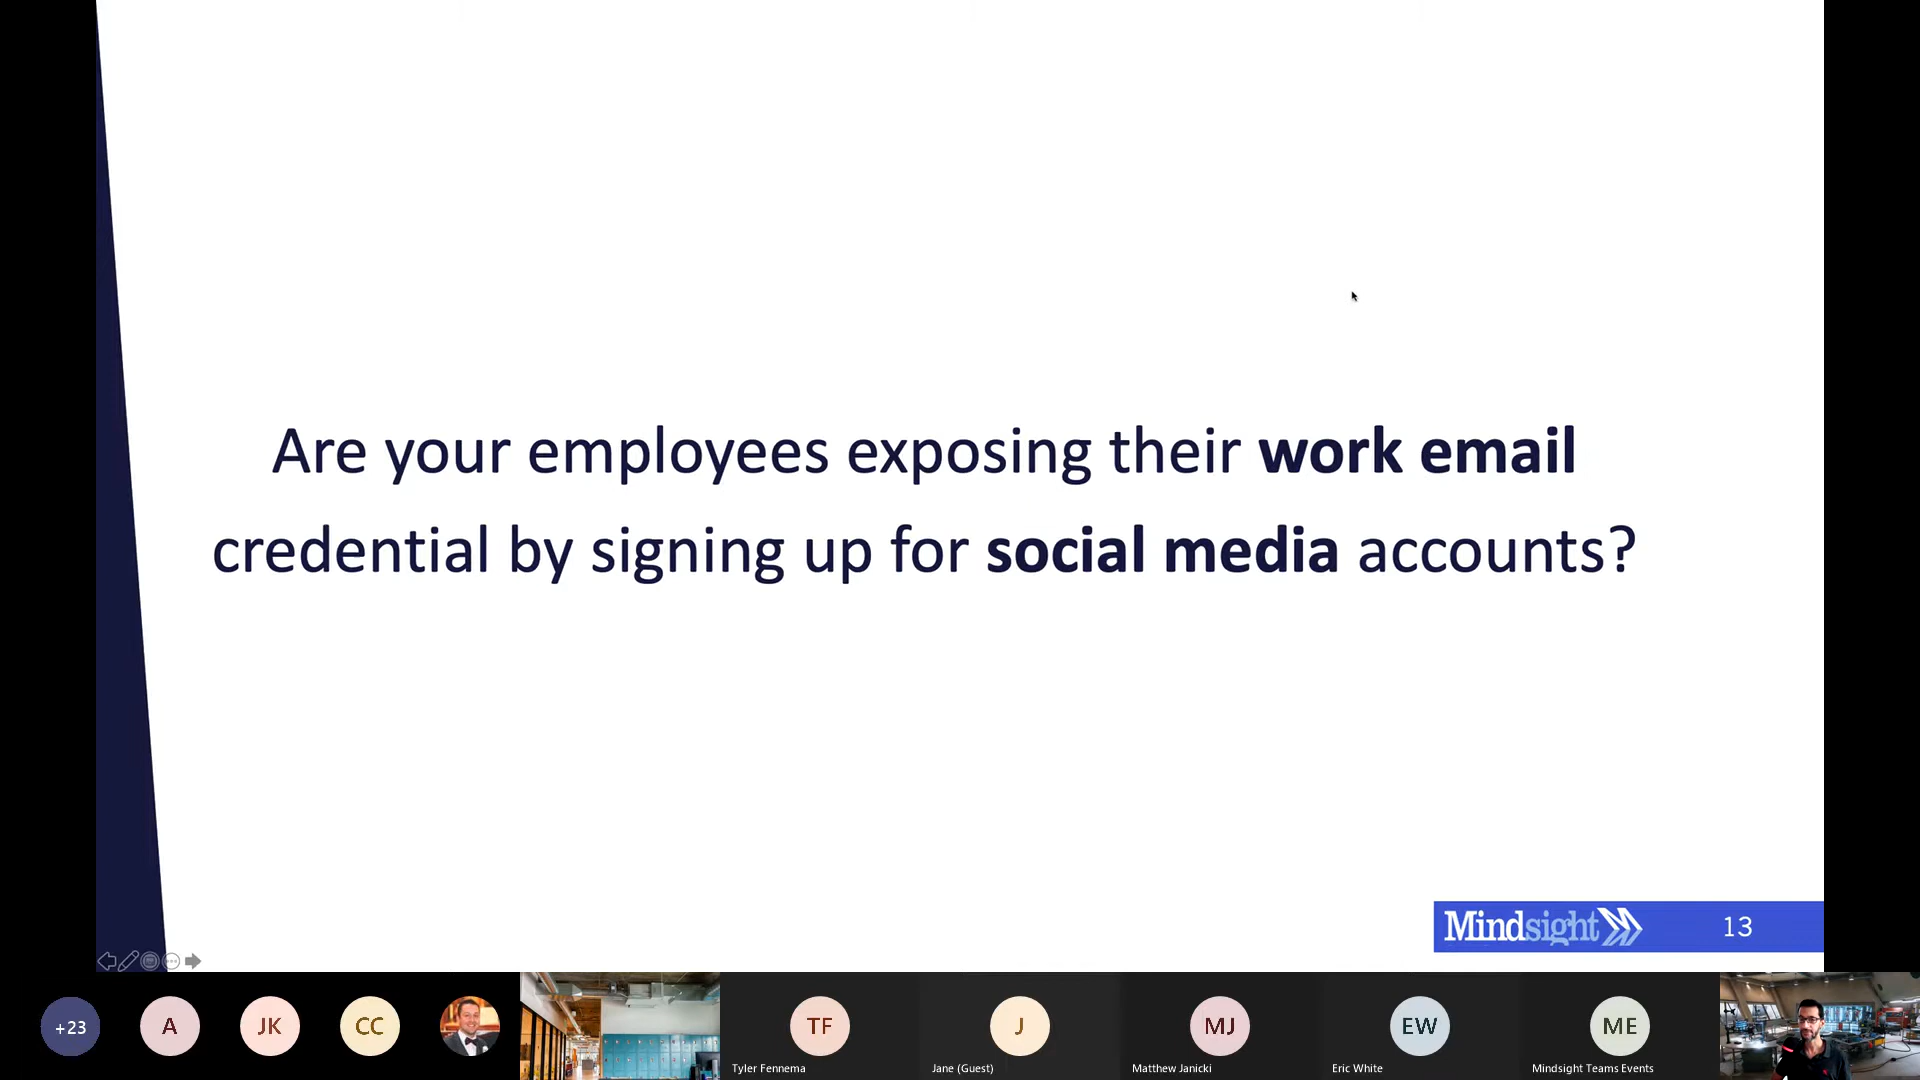 Are your employees exposing their work email
credential by signing up for social media accounts?
Mindsight 13
+23
A
JK
CC
TF
J
MJ
EW
ME
Tyler Fennema
Jane (Guest)
Matthew Janicki
Eric White
Mindsight Teams Events